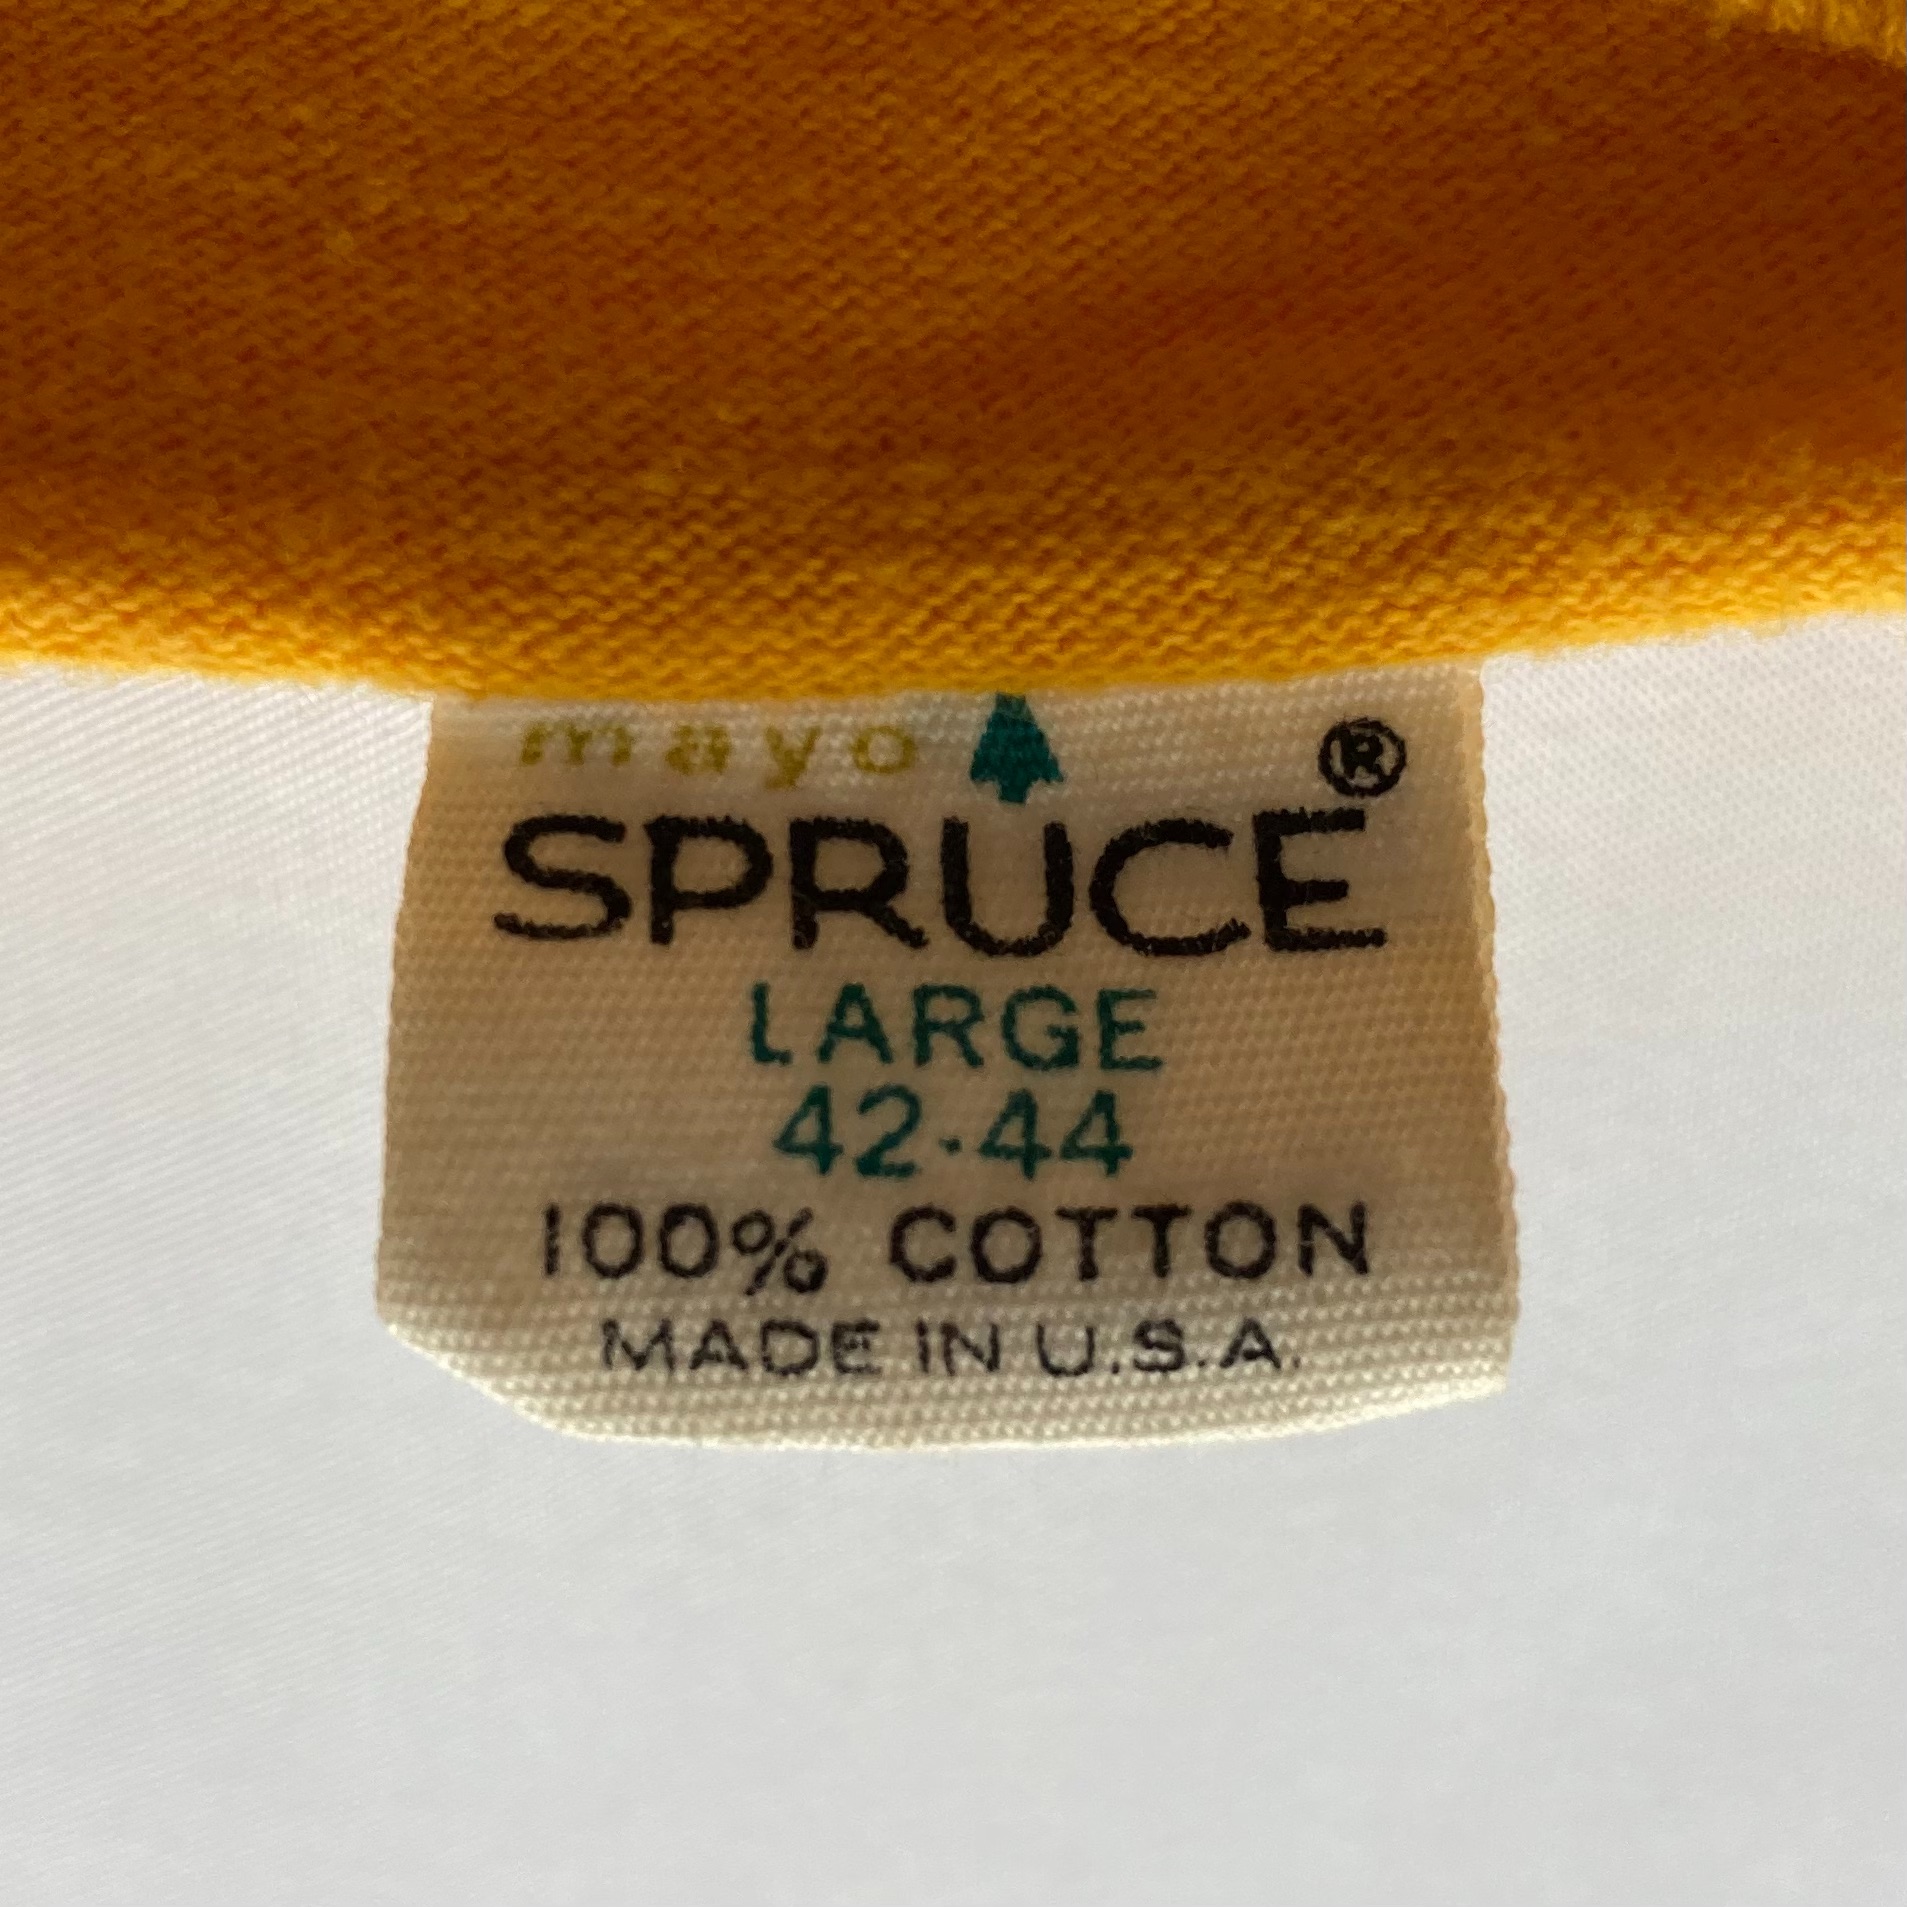 mayo
SPRUCE®
LARGE
42-44
100% COTTON
MADE IN U.S.A.